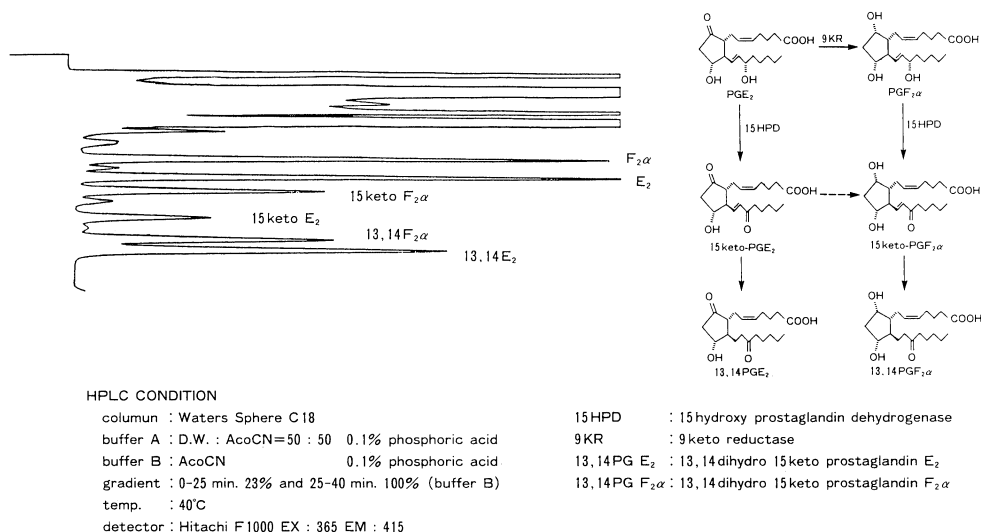 F₂α
E₂
15keto F₂α
15keto E₂
13,14F₂α
13,14E₂
O
COOH
OH
OH
PGE₂
9KR
OH
COOH
OH
OH
PGF₂α
15HPD
15HPD
O
COOH
OH
O
15keto-PGE₂
OH
COOH
OH
O
15keto-PGF₂α
O
COOH
OH
O
13,14PGE₂
OH
COOH
OH
O
13,14PGF₂α
HPLC CONDITION
columun : Waters Sphere C18
buffer A : D.W. : AcoCN=50 : 50 0.1% phosphoric acid
buffer B : AcoCN 0.1% phosphoric acid
gradient : 0-25 min. 23% and 25-40 min. 100% (buffer B)
temp. : 40℃
detector : Hitachi F1000 EX : 365 EM : 415
15HPD : 15hydroxy prostaglandin dehydrogenase
9KR : 9keto reductase
13,14PG E₂ : 13,14dihydro 15keto prostaglandin E₂
13,14PG F₂α : 13,14dihydro 15keto prostaglandin F₂α